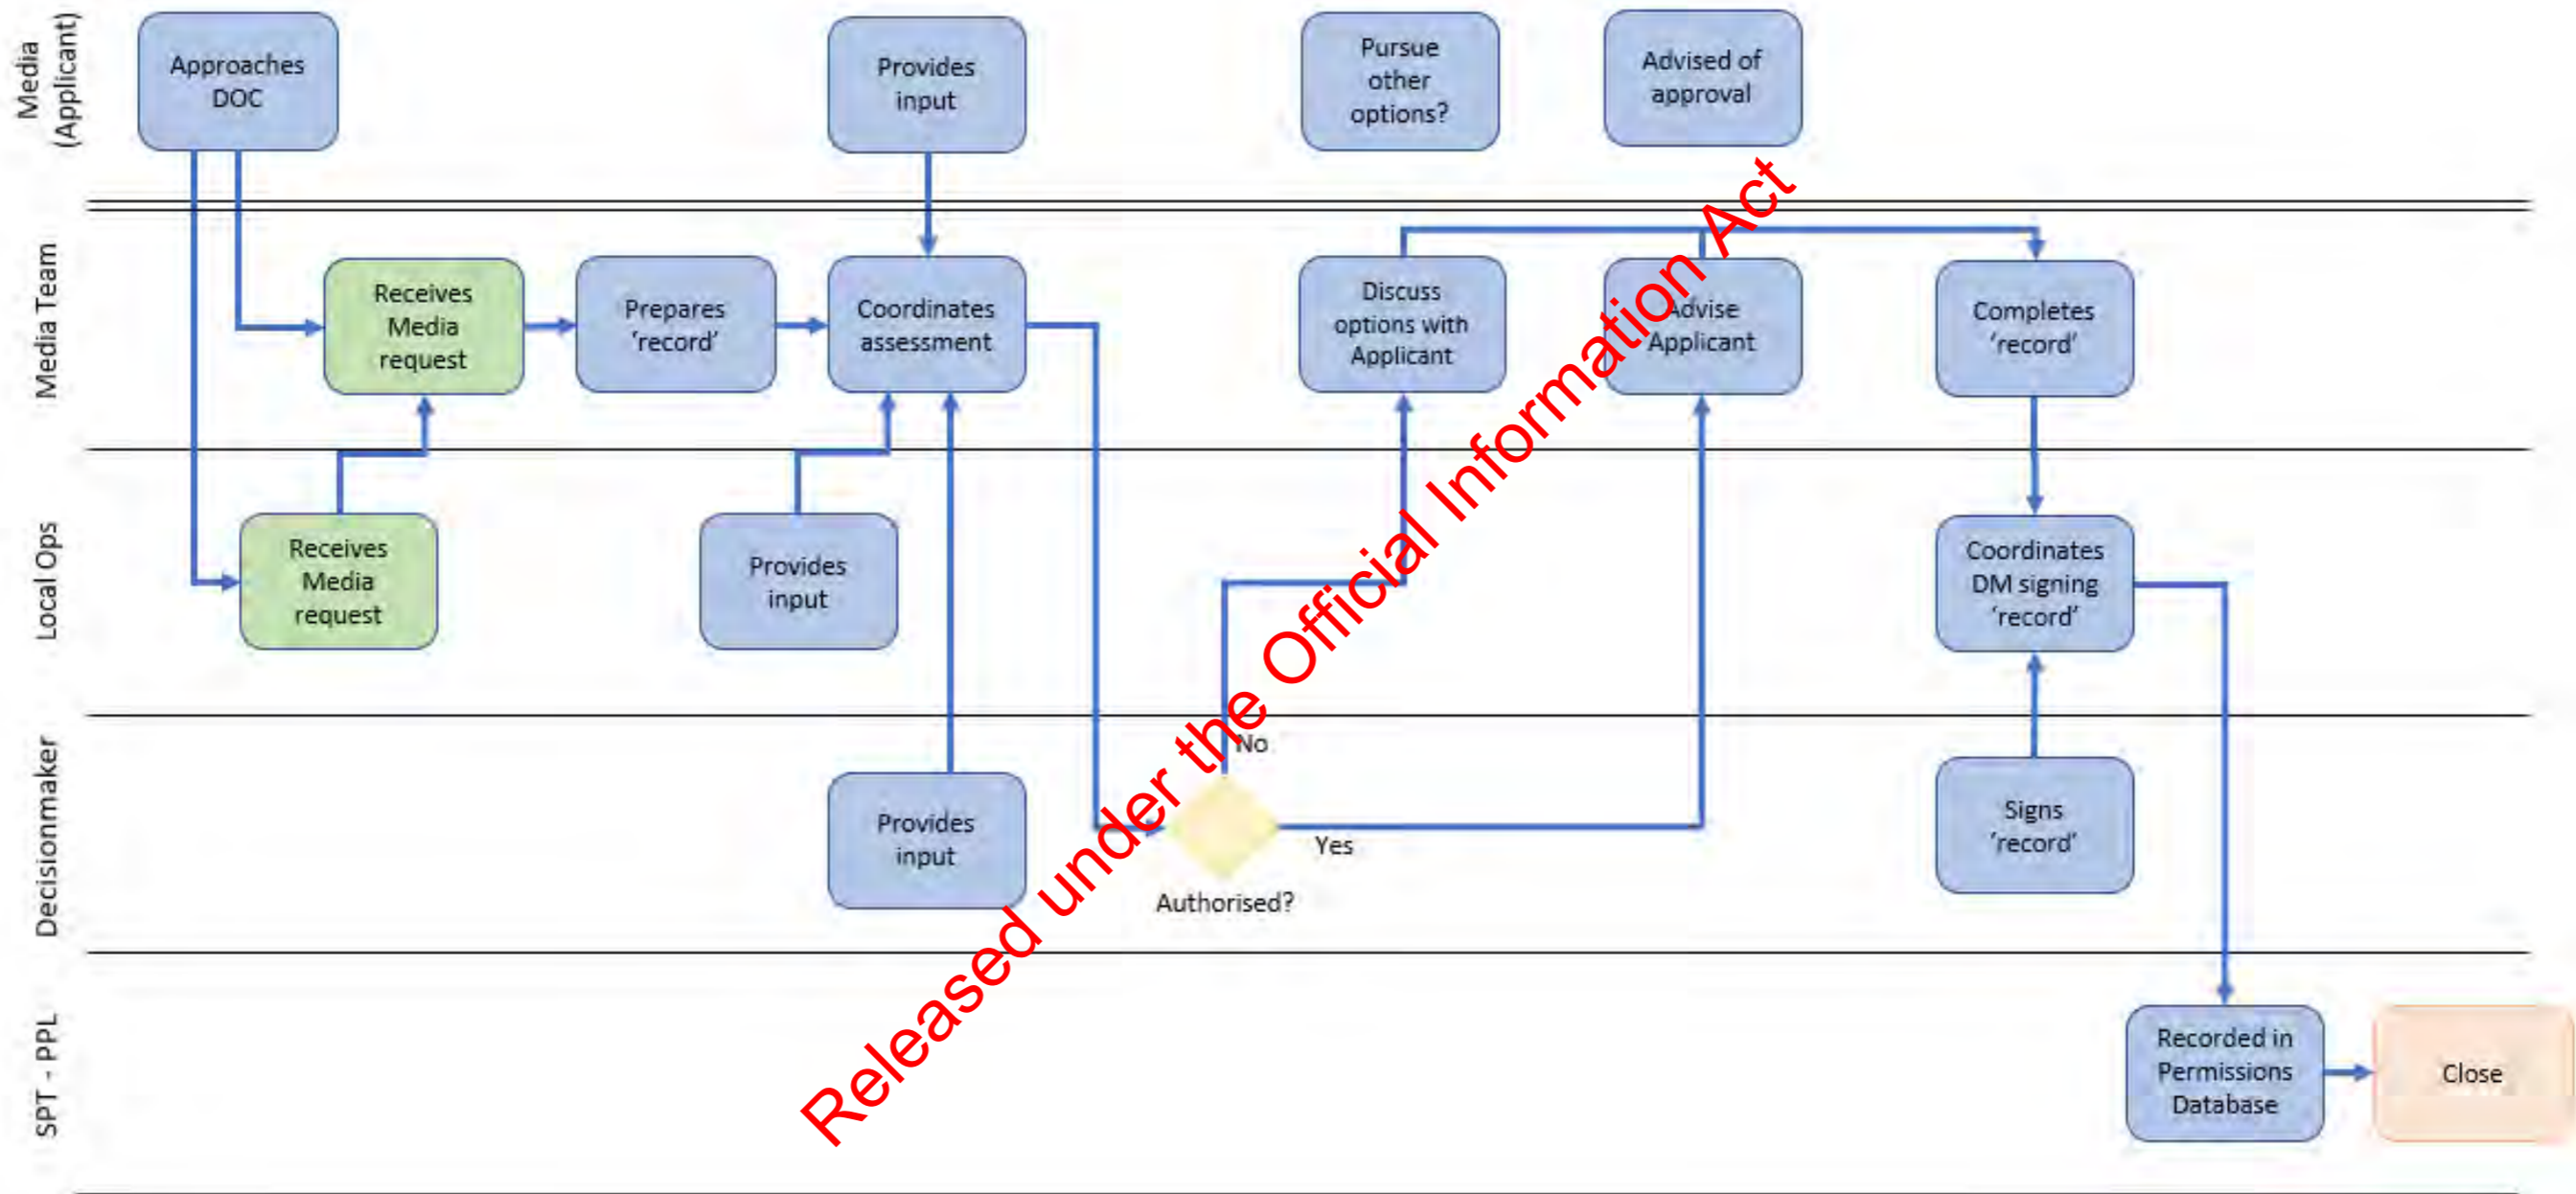 Media
(Applicant)
Approaches
DOC
Provides
input
Pursue
other
options?
Advised of
approval
Media Team
Receives
Media
request
Prepares
‘record’
Coordinates
assessment
Discuss
options with
Applicant
Advise
Applicant
Completes
‘record’
Local Ops
Receives
Media
request
Provides
input
Coordinates
DM signing
‘record’
Decisionmaker
Provides
input
No
Yes
Authorised?
Signs
‘record’
SPT - PPL
Recorded in
Permissions
Database
Close
Released under the Official Information Act